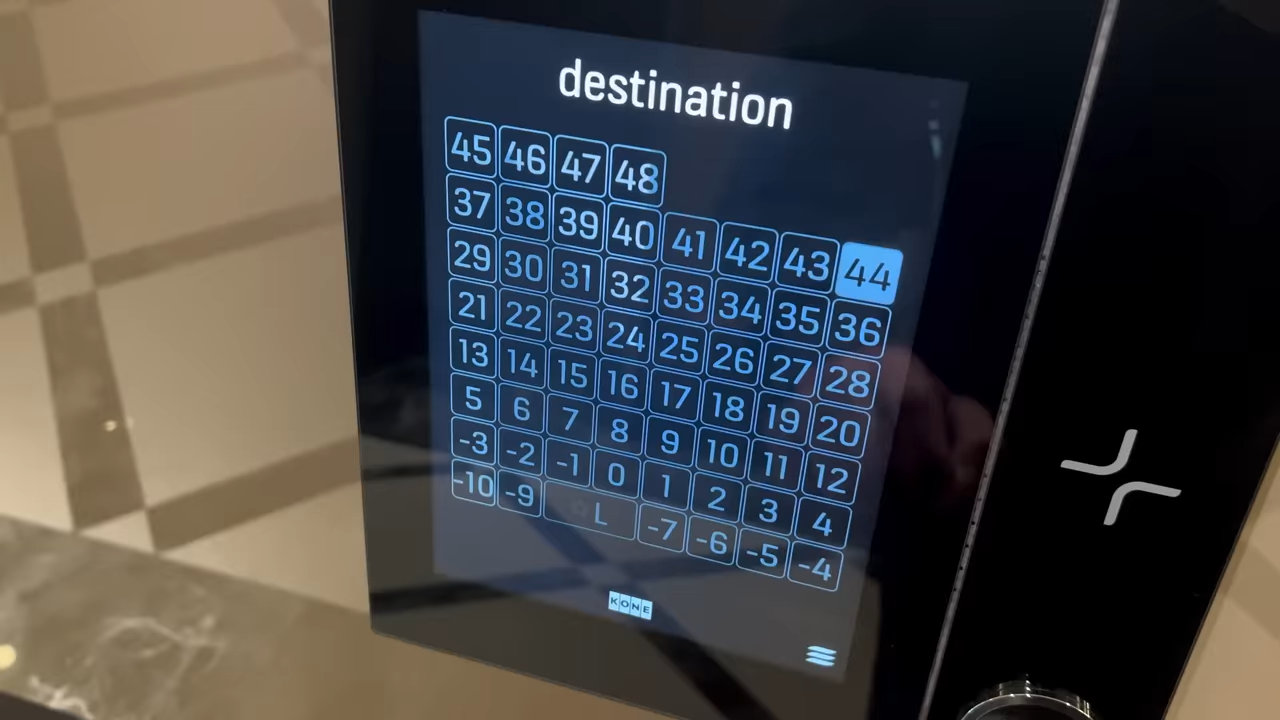 destination
45 46 47 48
37 38 39 40 41 42 43 44
29 30 31 32 33 34 35 36
21 22 23 24 25 26 27 28
13 14 15 16 17 18 19 20
5 6 7 8 9 10 11 12
-3 -2 -1 0 1 2 3 4
-10 -9 L -7 -6 -5 -4
KONE